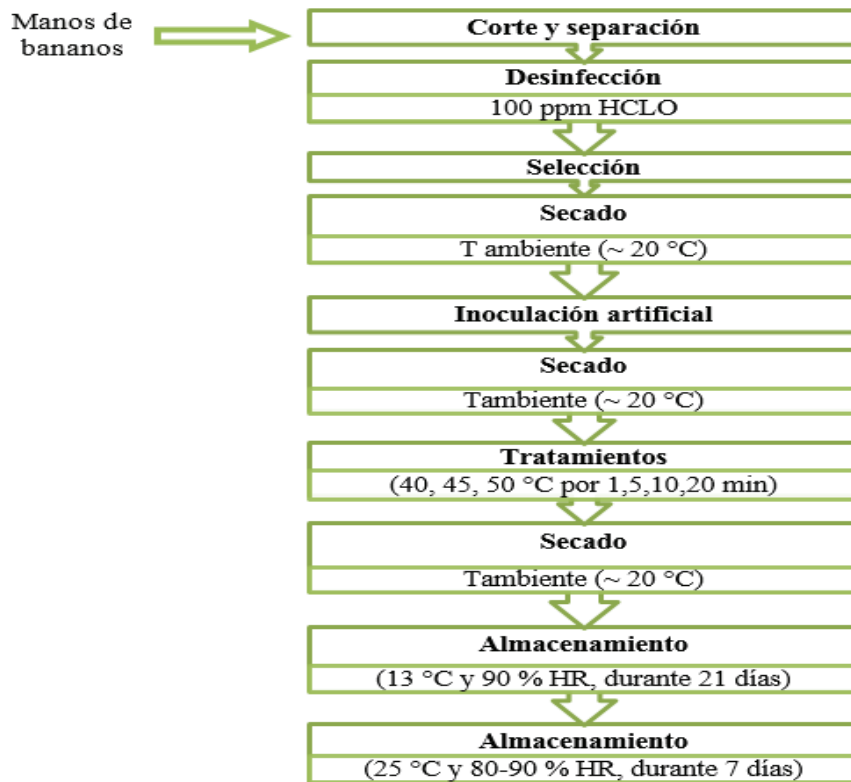 Manos de
bananos
Corte y separación
Desinfección
100 ppm HCLO
Selección
Secado
T ambiente (~ 20 °C)
Inoculación artificial
Secado
Tambiente (~ 20 °C)
Tratamientos
(40, 45, 50 °C por 1,5,10,20 min)
Secado
Tambiente (~ 20 °C)
Almacenamiento
(13 °C y 90 % HR, durante 21 días)
Almacenamiento
(25 °C y 80-90 % HR, durante 7 días)